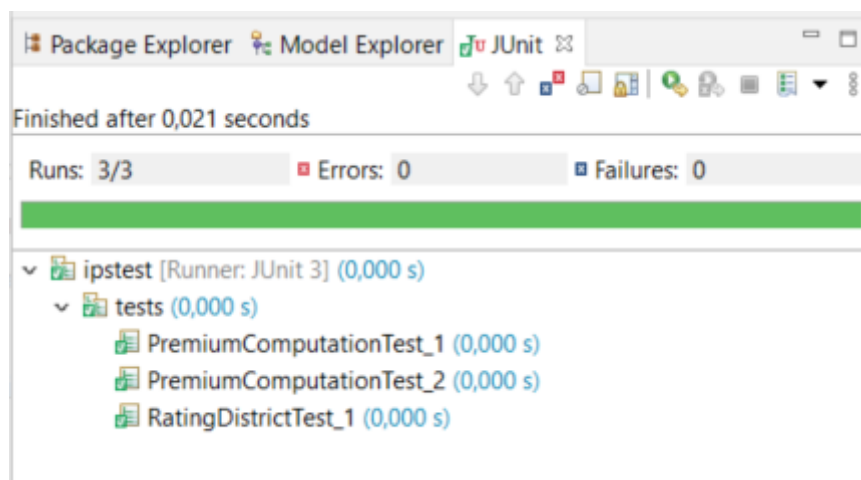 Package Explorer Model Explorer JUnit
Finished after 0,021 seconds
Runs: 3/3 Errors: 0 Failures: 0
ipstest [Runner: JUnit 3] (0,000 s)
tests (0,000 s)
PremiumComputationTest_1 (0,000 s)
PremiumComputationTest_2 (0,000 s)
RatingDistrictTest_1 (0,000 s)